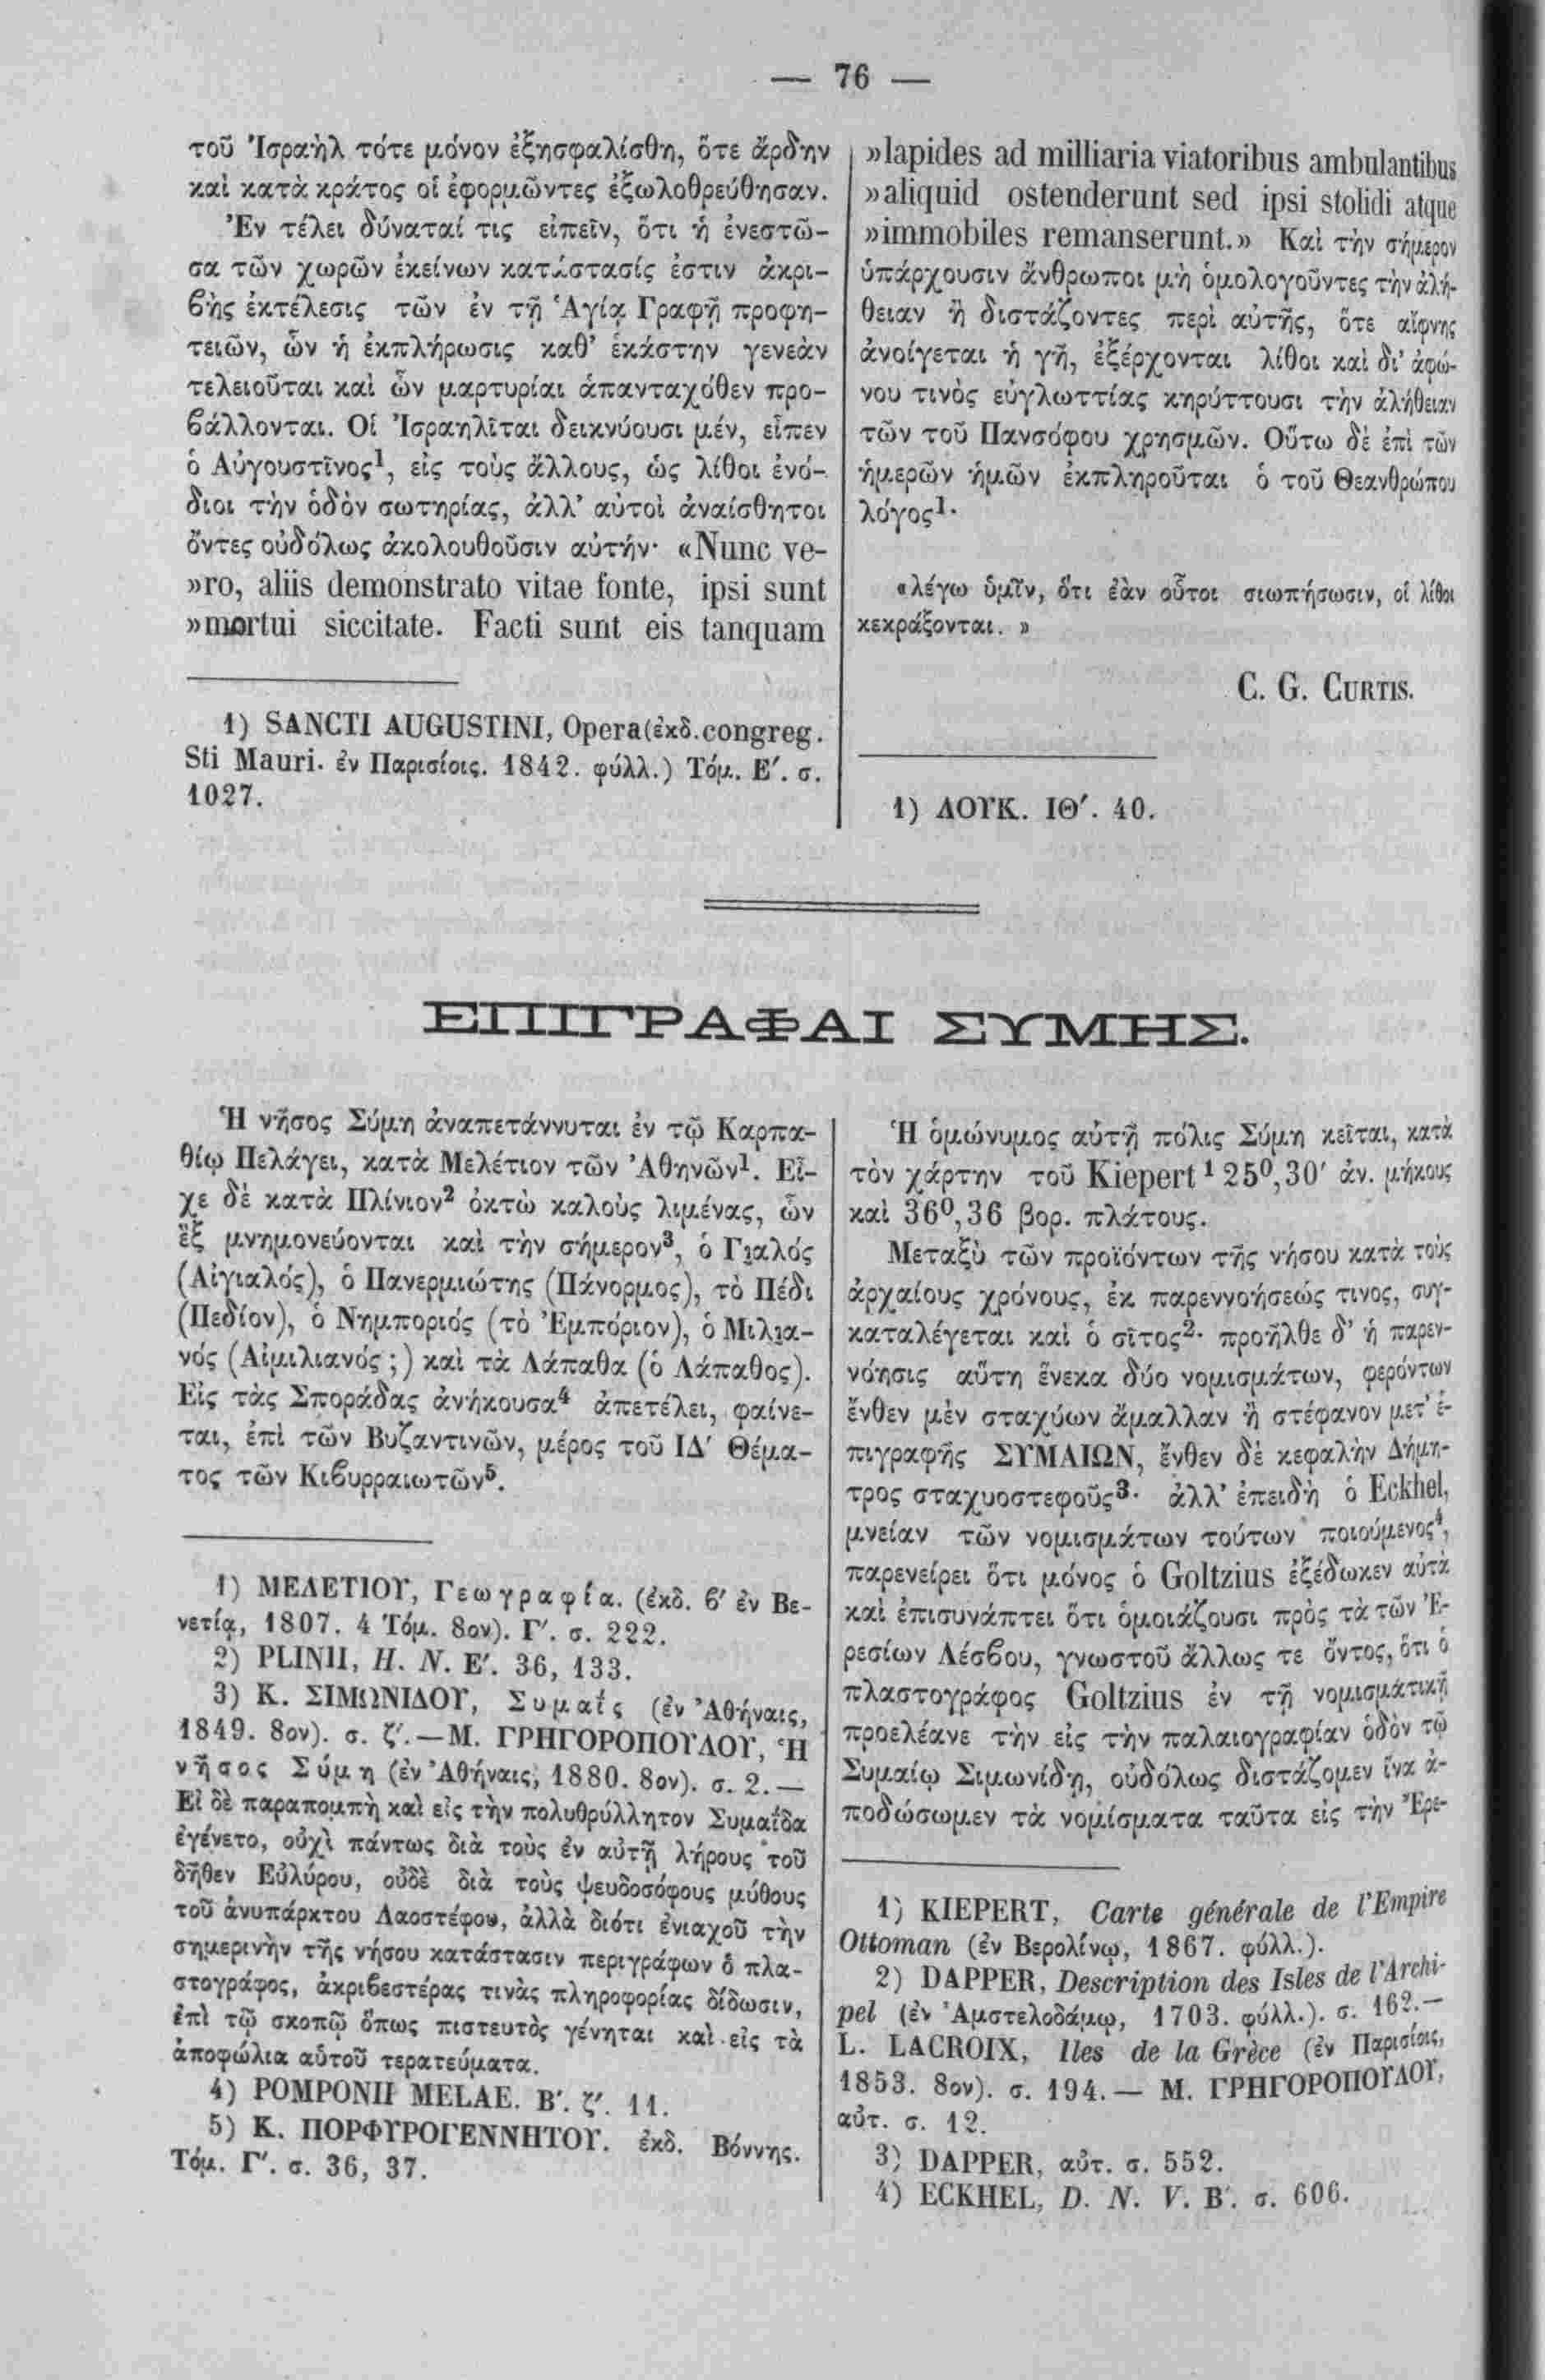 — 76 —
τοῦ Ἰσραὴλ τότε μόνον ἐξησφαλίσθη, ὅτε ἄρδην
καὶ κατὰ κράτος οἱ ἐφορμῶντες ἐξωλοθρεύθησαν.
Ἐν τέλει δύναταί τις εἰπεῖν, ὅτι ἡ ἐνεστῶ-
σα τῶν χωρῶν ἐκείνων κατάστασίς ἐστιν ἀκρι-
βὴς ἐκτέλεσις τῶν ἐν τῇ Ἁγίᾳ Γραφῇ προφη-
τειῶν, ὧν ἡ ἐκπλήρωσις καθ' ἑκάστην γενεὰν
τελειοῦται καὶ ὧν μαρτυρίαι ἁπανταχόθεν προ-
βάλλονται. Οἱ Ἰσραηλῖται δεικνύουσι μέν, εἶπεν
ὁ Αὐγουστῖνος¹, εἰς τοὺς ἄλλους, ὡς λίθοι ἐνό-
διοι τὴν ὁδὸν σωτηρίας, ἀλλ' αὐτοὶ ἀναίσθητοι
ὄντες οὐδόλως ἀκολουθοῦσιν αὐτήν· «Nunc ve-
»ro, aliis demonstrato vitae fonte, ipsi sunt
»mortui siccitate. Facti sunt eis tanquam
1) SANCTI AUGUSTINI, Opera (ἐκδ. congreg.
Sti Mauri. ἐν Παρισίοις. 1842. φύλλ.) Τόμ. Ε΄. σ.
1027.
»lapides ad milliaria viatoribus ambulantibus
»aliquid ostenderunt sed ipsi stolidi atque
»immobiles remanserunt.» Καὶ τὴν σήμερον
ὑπάρχουσιν ἄνθρωποι μὴ ὁμολογοῦντες τὴν ἀλή-
θειαν ἢ διστάζοντες περὶ αὐτῆς, ὅτε αἴφνης
ἀνοίγεται ἡ γῆ, ἐξέρχονται λίθοι καὶ δι' ἀφώ-
νου τινὸς εὐγλωττίας κηρύττουσι τὴν ἀλήθειαν
τῶν τοῦ Πανσόφου χρησμῶν. Οὕτω δὲ ἐπὶ τῶν
ἡμερῶν ἡμῶν ἐκπληροῦται ὁ τοῦ Θεανθρώπου
λόγος¹·
«λέγω ὑμῖν, ὅτι ἐὰν οὗτοι σιωπήσωσιν, οἱ λίθοι
κεκράξονται.»
C. G. CURTIS.
1) ΛΟΥΚ. ΙΘ΄. 40.
ΕΠΙΓΡΑΦΑΙ ΣΥΜΗΣ.
Ἡ νῆσος Σύμη ἀναπετάννυται ἐν τῷ Καρπα-
θίῳ Πελάγει, κατὰ Μελέτιον τῶν Ἀθηνῶν¹. Εἶ-
χε δὲ κατὰ Πλίνιον² ὀκτὼ καλοὺς λιμένας, ὧν
ἓξ μνημονεύονται καὶ τὴν σήμερον³, ὁ Γιαλός
(Αἰγιαλός), ὁ Πανερμιώτης (Πάνορμος), τὸ Πέδι
(Πεδίον), ὁ Νημποριός (τὸ Ἐμπόριον), ὁ Μιλια-
νός (Αἰμιλιανός;) καὶ τὰ Λάπαθα (ὁ Λάπαθος).
Εἰς τὰς Σποράδας ἀνήκουσα⁴ ἀπετέλει, φαίνε-
ται, ἐπὶ τῶν Βυζαντινῶν, μέρος τοῦ ΙΔ΄ Θέμα-
τος τῶν Κιβυρραιωτῶν⁵.
1) ΜΕΛΕΤΙΟΥ, Γεωγραφία. (ἐκδ. β΄ ἐν Βε-
νετίᾳ, 1807. 4 Τόμ. 8ον). Γ΄. σ. 222.
2) PLINII, H. N. Ε΄. 36, 133.
3) Κ. ΣΙΜΩΝΙΔΟΥ, Συμαΐς (ἐν Ἀθήναις,
1849. 8ον). σ. ζ΄.—Μ. ΓΡΗΓΟΡΟΠΟΥΛΟΥ, Ἡ
νῆσος Σύμη (ἐν Ἀθήναις, 1880. 8ον). σ. 2.—
Εἰ δὲ παραπομπὴ καὶ εἰς τὴν πολυθρύλλητον Συμαΐδα
ἐγένετο, οὐχὶ πάντως διὰ τοὺς ἐν αὐτῇ λήρους τοῦ
δῆθεν Εὐλύρου, οὐδὲ διὰ τοὺς ψευδοσόφους μύθους
τοῦ ἀνυπάρκτου Λαοστέφου, ἀλλὰ διότι ἐνιαχοῦ τὴν
σημερινὴν τῆς νήσου κατάστασιν περιγράφων ὁ πλα-
στογράφος, ἀκριβεστέρας τινὰς πληροφορίας δίδωσιν,
ἐπὶ τῷ σκοπῷ ὅπως πιστευτὸς γένηται καὶ εἰς τὰ
ἀποφώλια αὑτοῦ τερατεύματα.
4) POMPONII MELAE. Β΄. ζ΄. 11.
5) Κ. ΠΟΡΦΥΡΟΓΕΝΝΗΤΟΥ. ἐκδ. Βόννης.
Τόμ. Γ΄. σ. 36, 37.
Ἡ ὁμώνυμος αὐτῇ πόλις Σύμη κεῖται, κατὰ
τὸν χάρτην τοῦ Kiepert¹ 25⁰,30′ ἀν. μήκους
καὶ 36⁰,36 βορ. πλάτους.
Μεταξὺ τῶν προϊόντων τῆς νήσου κατὰ τοὺς
ἀρχαίους χρόνους, ἐκ παρεννοήσεώς τινος, συγ-
καταλέγεται καὶ ὁ σῖτος²· προῆλθε δ' ἡ παρεν-
νόησις αὕτη ἕνεκα δύο νομισμάτων, φερόντων
ἔνθεν μὲν σταχύων ἄμαλλαν ἢ στέφανον μετ' ἐ-
πιγραφῆς ΣΥΜΑΙΩΝ, ἔνθεν δὲ κεφαλὴν Δήμη-
τρος σταχυοστεφοῦς³· ἀλλ' ἐπειδὴ ὁ Eckhel,
μνείαν τῶν νομισμάτων τούτων ποιούμενος⁴,
παρενείρει ὅτι μόνος ὁ Goltzius ἐξέδωκεν αὐτὰ
καὶ ἐπισυνάπτει ὅτι ὁμοιάζουσι πρὸς τὰ τῶν Ἐ-
ρεσίων Λέσβου, γνωστοῦ ἄλλως τε ὄντος, ὅτι ὁ
πλαστογράφος Goltzius ἐν τῇ νομισματικῇ
προελέανε τὴν εἰς τὴν παλαιογραφίαν ὁδὸν τῷ
Συμαίῳ Σιμωνίδῃ, οὐδόλως διστάζομεν ἵνα ἀ-
ποδώσωμεν τὰ νομίσματα ταῦτα εἰς τὴν Ἔρε-
1) KIEPERT, Carte générale de l'Empire
Ottoman (ἐν Βερολίνῳ, 1867. φύλλ.).
2) DAPPER, Description des Isles de l'Archi-
pel (ἐν Ἀμστελοδάμῳ, 1703. φύλλ.). σ. 162.—
L. LACROIX, Iles de la Grèce (ἐν Παρισίοις,
1853. 8ον). σ. 194.— Μ. ΓΡΗΓΟΡΟΠΟΥΛΟΥ,
αὐτ. σ. 12.
3) DAPPER, αὐτ. σ. 552.
4) ECKHEL, D. N. V. Β΄. σ. 606.